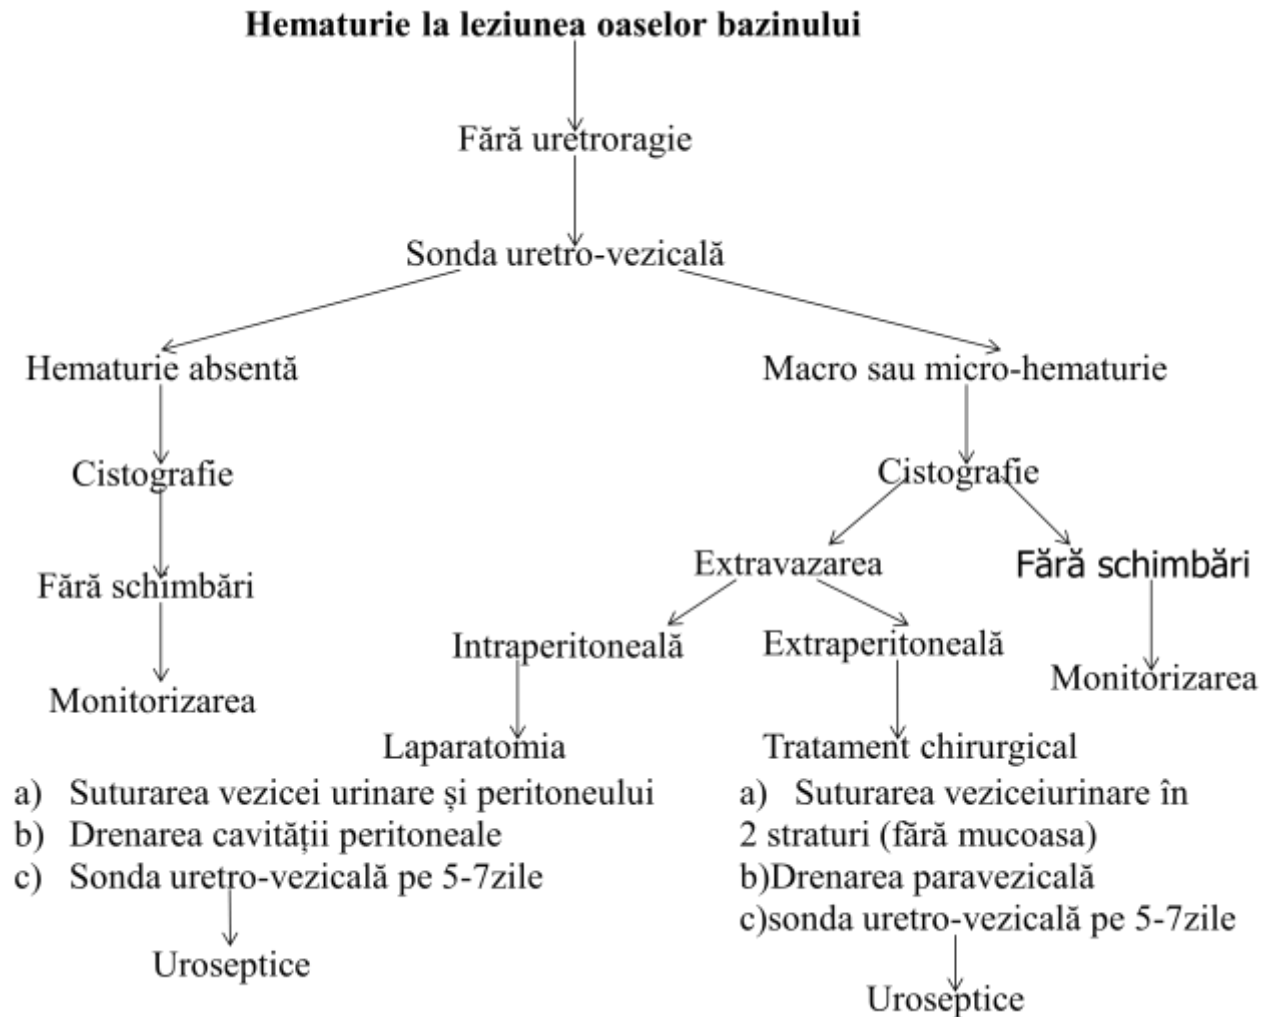 Hematurie la leziunea oaselor bazinului
Fără uretroragie
Sonda uretro-vezicală
Hematurie absentă
Macro sau micro-hematurie
Cistografie
Cistografie
Fără schimbări
Extravazarea
Fără schimbări
Intraperitoneală
Extraperitoneală
Monitorizarea
Monitorizarea
Laparatomia
a) Suturarea vezicei urinare și peritoneului
b) Drenarea cavității peritoneale
c) Sonda uretro-vezicală pe 5-7zile
Uroseptice
Tratament chirurgical
a) Suturarea veziceiurinare în
2 straturi (fără mucoasa)
b)Drenarea paravezicală
c)sonda uretro-vezicală pe 5-7zile
Uroseptice